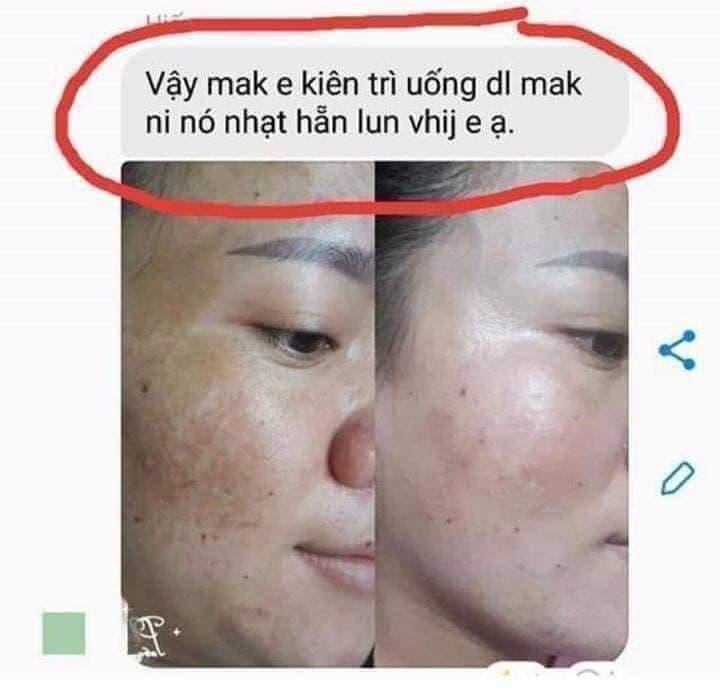 Vậy mak e kiên trì uống dl mak
ni nó nhạt hẵn lun vhij e ạ.